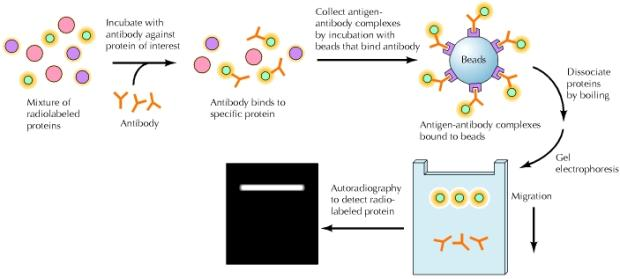 Incubate with
antibody against
protein of interest
Mixture of
radiolabeled
proteins
Antibody
Antibody binds to
specific protein
Collect antigen-
antibody complexes
by incubation with
beads that bind antibody
Beads
Antigen-antibody complexes
bound to beads
Dissociate
proteins
by boiling
Gel
electrophoresis
Migration
Autoradiography
to detect radio-
labeled protein